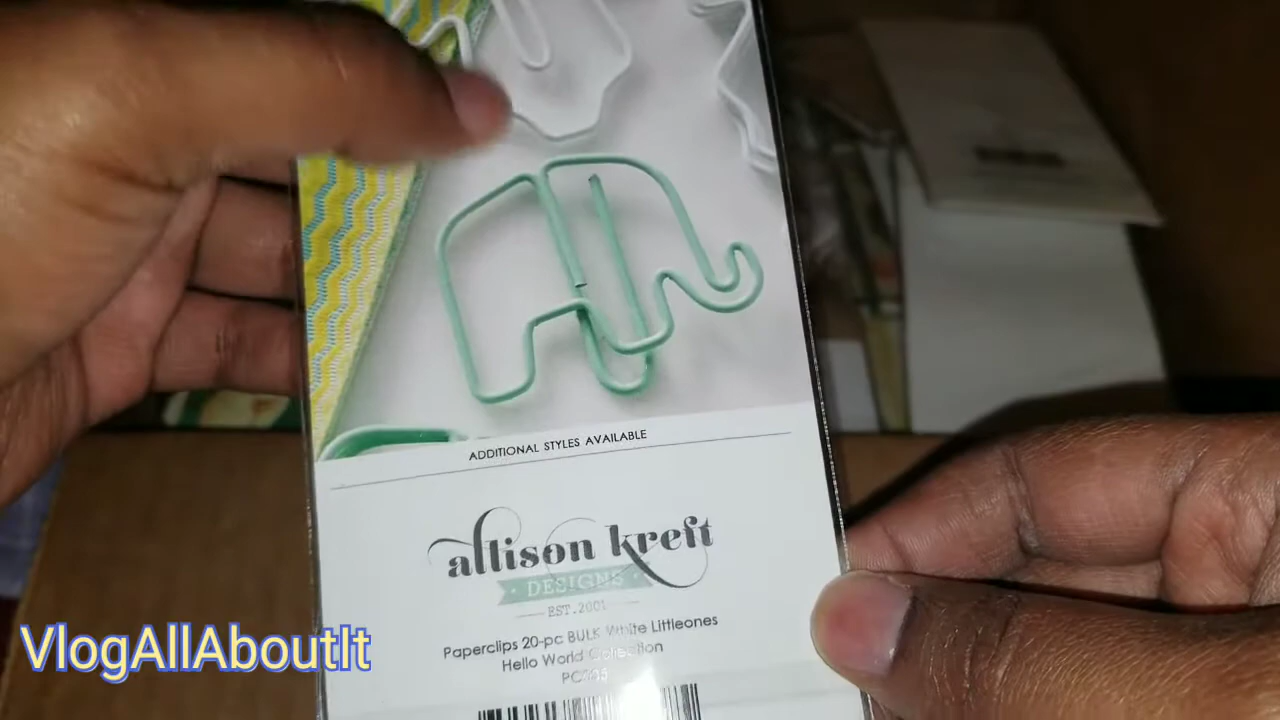 ADDITIONAL STYLES AVAILABLE
allison kreft
DESIGNS
EST. 2001
Paperclips 20-pc BULK White Littleones
Hello World Collection
VlogAllAboutIt